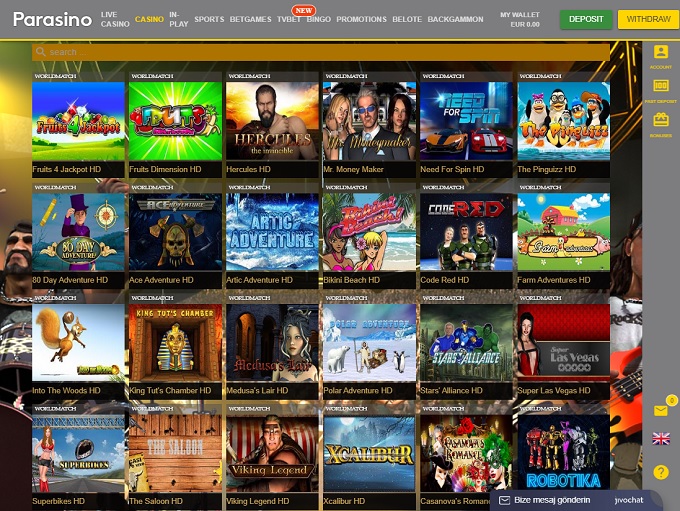 Parasino
LIVE CASINO
CASINO
IN-PLAY
SPORTS
BETGAMES
TVBET
NEW
BINGO
PROMOTIONS
BELOTE
BACKGAMMON
MY WALLET
EUR 0.00
DEPOSIT
WITHDRAW
search ...
ACCOUNT
FAST DEPOSIT
BONUSES
WORLDMATCH WORLDMATCH WORLDMATCH WORLDMATCH WORLDMATCH WORLDMATCH
Fruits 4 Jackpot
FRUITS
HERCULES
the invincible
Mr. Moneymaker
NEED FOR SPIN
The Pinguizz
Fruits 4 Jackpot HD
Fruits Dimension HD
Hercules HD
Mr. Money Maker
Need For Spin HD
The Pinguizz HD
WORLDMATCH WORLDMATCH WORLDMATCH WORLDMATCH WORLDMATCH WORLDMATCH
80 DAY ADVENTURE
ACE ADVENTURE
ARTIC ADVENTURE
Bikini Beach!
CODE RED
Farm Adventures
80 Day Adventure HD
Ace Adventure HD
Artic Adventure HD
Bikini Beach HD
Code Red HD
Farm Adventures HD
WORLDMATCH WORLDMATCH WORLDMATCH WORLDMATCH WORLDMATCH WORLDMATCH
KING TUT'S CHAMBER
Medusa's Lair
POLAR ADVENTURE
STARS ALLIANCE
Super Las Vegas
Into The Woods HD
King Tut's Chamber HD
Medusa's Lair HD
Polar Adventure HD
Stars' Alliance HD
Super Las Vegas HD
WORLDMATCH WORLDMATCH WORLDMATCH WORLDMATCH WORLDMATCH WORLDMATCH
SUPERBIKES
THE SALOON
Viking Legend
XCALIBUR
CASANOVA'S ROMANCE
ROBOTIKA
Superbikes HD
The Saloon HD
Viking Legend HD
Xcalibur HD
Casanova's Romanc
0
?
Bize mesaj gönderin
jivochat